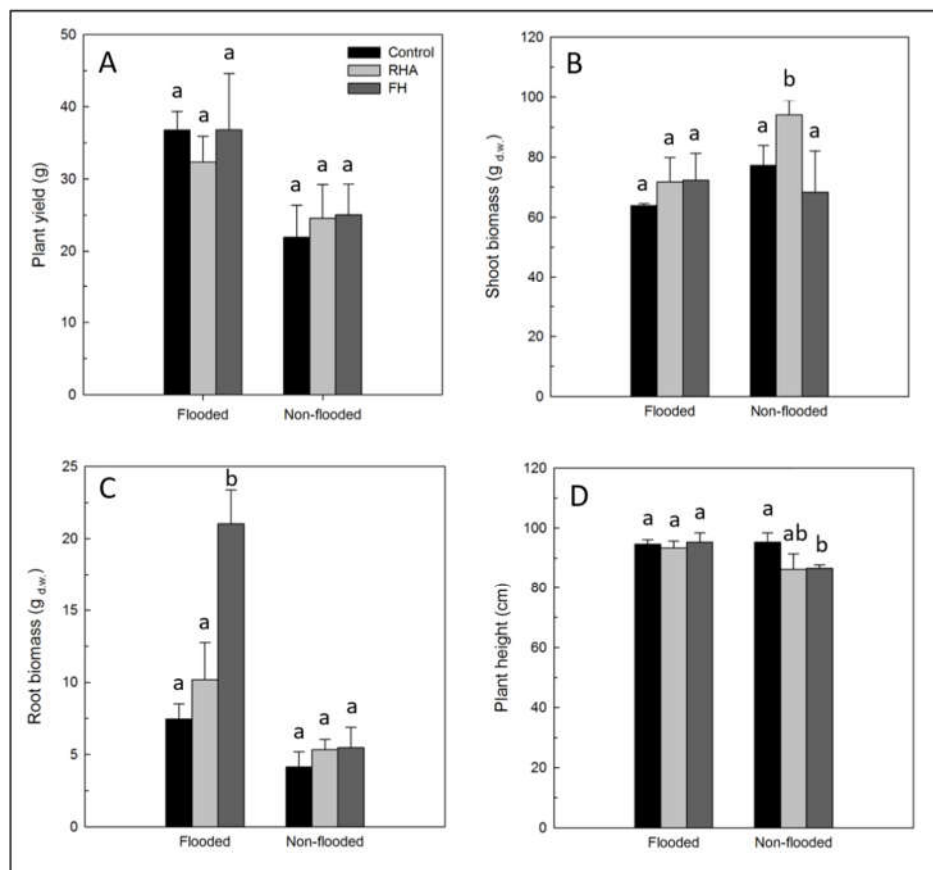 A
Control
RHA
FH
Plant yield (g)
50
40
30
20
10
0
a
a
a
a
a
a
Flooded
Non-flooded
B
Shoot biomass (g d.w.)
120
100
80
60
40
20
0
a
a
a
a
b
a
Flooded
Non-flooded
C
Root biomass (g d.w.)
25
20
15
10
5
0
a
a
b
a
a
a
Flooded
Non-flooded
D
Plant height (cm)
120
100
80
60
40
20
0
a
a
a
a
ab
b
Flooded
Non-flooded